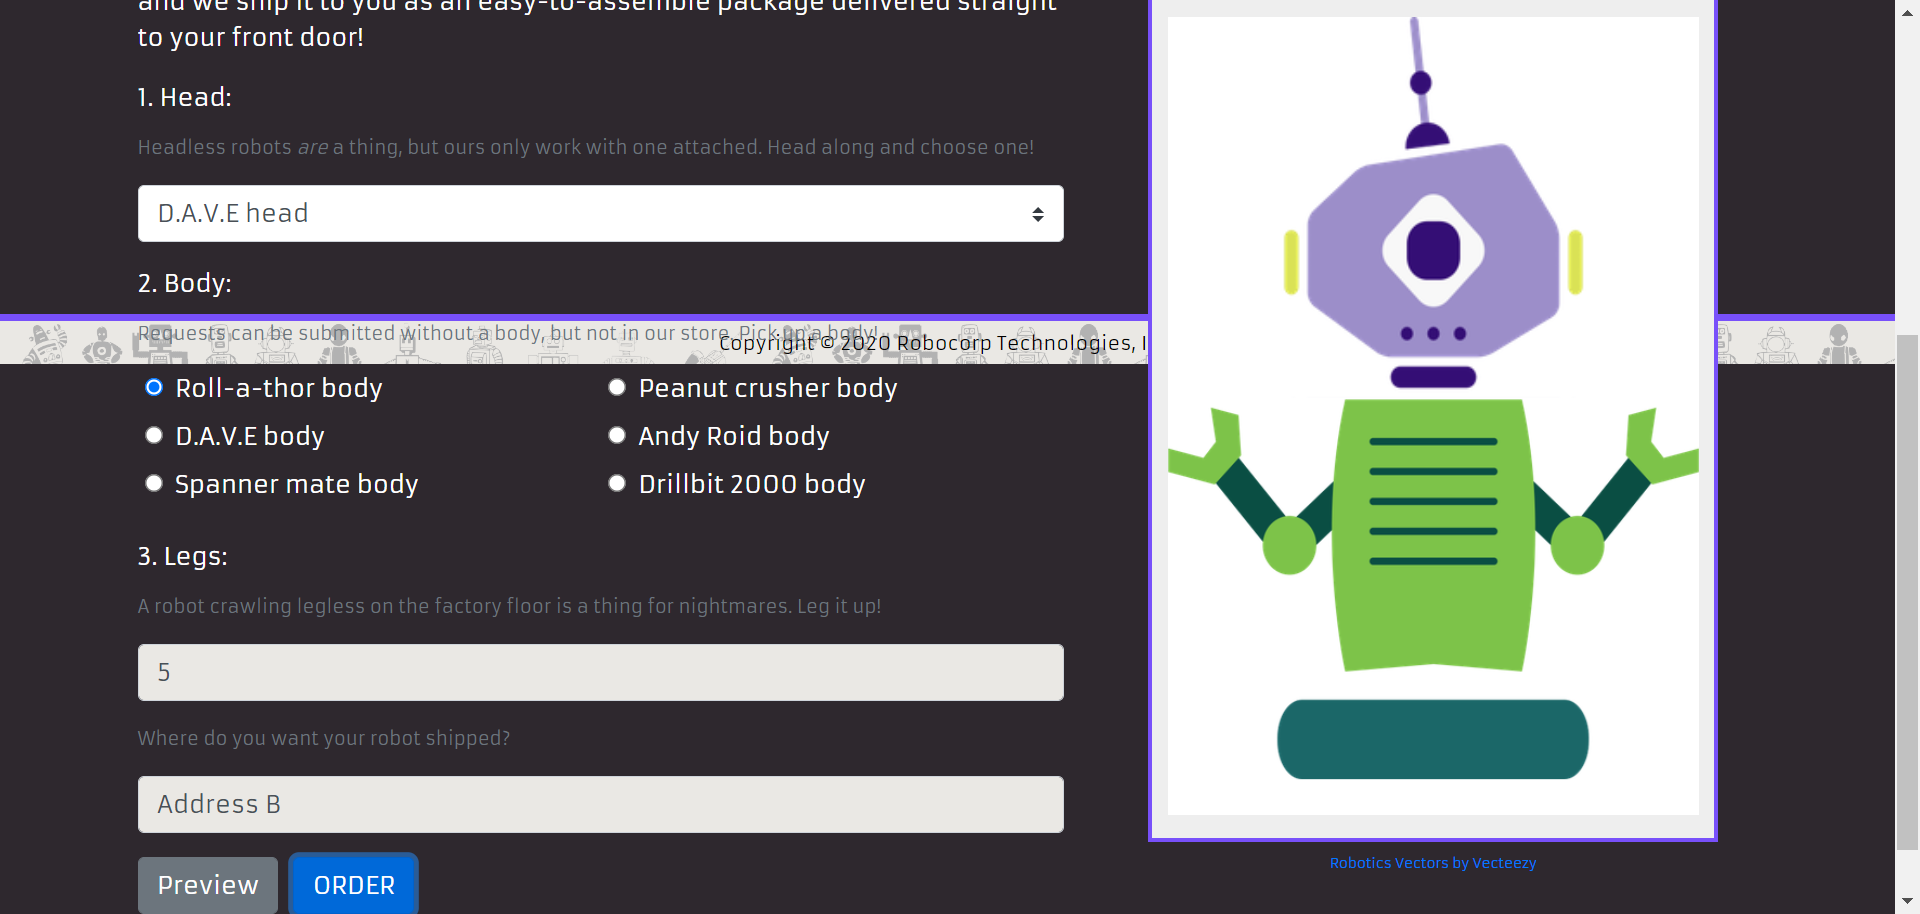 and we ship it to you as an easy-to-assemble package delivered straight
to your front door!
1. Head:
Headless robots are a thing, but ours only work with one attached. Head along and choose one!
D.A.V.E head
2. Body:
Requests can be submitted without a body, but not in our store. Pick up a body!
Copyright © 2020 Robocorp Technologies, I
Roll-a-thor body
Peanut crusher body
D.A.V.E body
Andy Roid body
Spanner mate body
Drillbit 2000 body
3. Legs:
A robot crawling legless on the factory floor is a thing for nightmares. Leg it up!
5
Where do you want your robot shipped?
Address B
Preview
ORDER
Robotics Vectors by Vecteezy